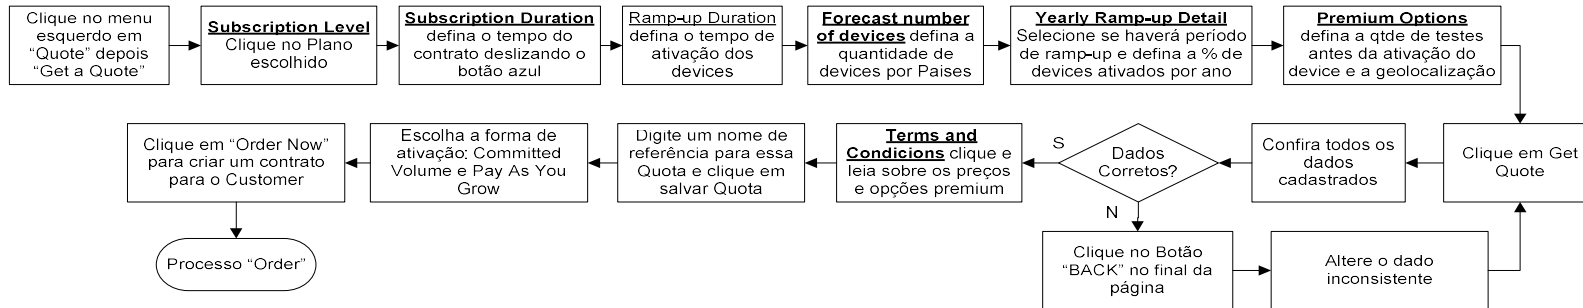 Clique no menu
esquerdo em
“Quote” depois
“Get a Quote”
Subscription Level
Clique no Plano
escolhido
Subscription Duration
defina o tempo do
contrato deslizando o
botão azul
Ramp-up Duration
defina o tempo de
ativação dos
devices
Forecast number
of devices defina a
quantidade de
devices por Paises
Yearly Ramp-up Detail
Selecione se haverá período
de ramp-up e defina a % de
devices ativados por ano
Premium Options
defina a qtde de testes
antes da ativação do
device e a geolocalização
Clique em Get
Quote
Confira todos os
dados
cadastrados
Dados
Corretos?
S
N
Terms and
Condicions clique e
leia sobre os preços
e opções premium
Digite um nome de
referência para essa
Quota e clique em
salvar Quota
Escolha a forma de
ativação: Committed
Volume e Pay As You
Grow
Clique em “Order Now”
para criar um contrato
para o Customer
Processo “Order”
Clique no Botão
“BACK” no final da
página
Altere o dado
inconsistente